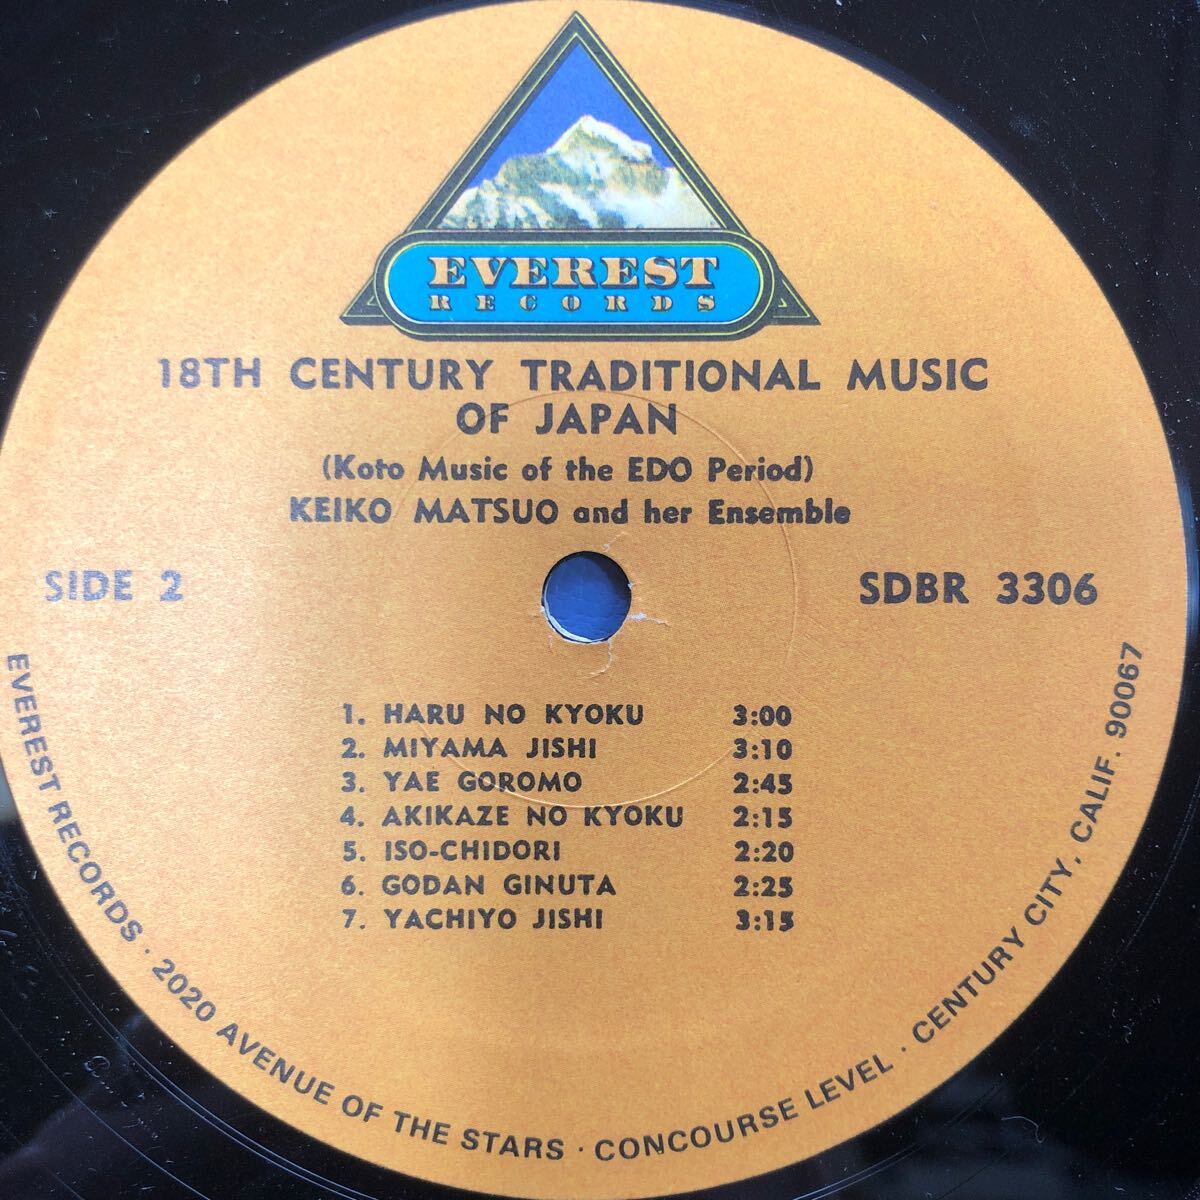 EVEREST
RECORDS
18TH CENTURY TRADITIONAL MUSIC
OF JAPAN
(Koto Music of the EDO Period)
KEIKO MATSUO and her Ensemble
SIDE 2
SDBR 3306
1. HARU NO KYOKU 3:00
2. MIYAMA JISHI 3:10
3. YAE GOROMO 2:45
4. AKIKAZE NO KYOKU 2:15
5. ISO-CHIDORI 2:20
6. GODAN GINUTA 2:25
7. YACHIYO JISHI 3:15
EVEREST RECORDS · 2020 AVENUE OF THE STARS · CONCOURSE LEVEL · CENTURY CITY, CALIF. 90067